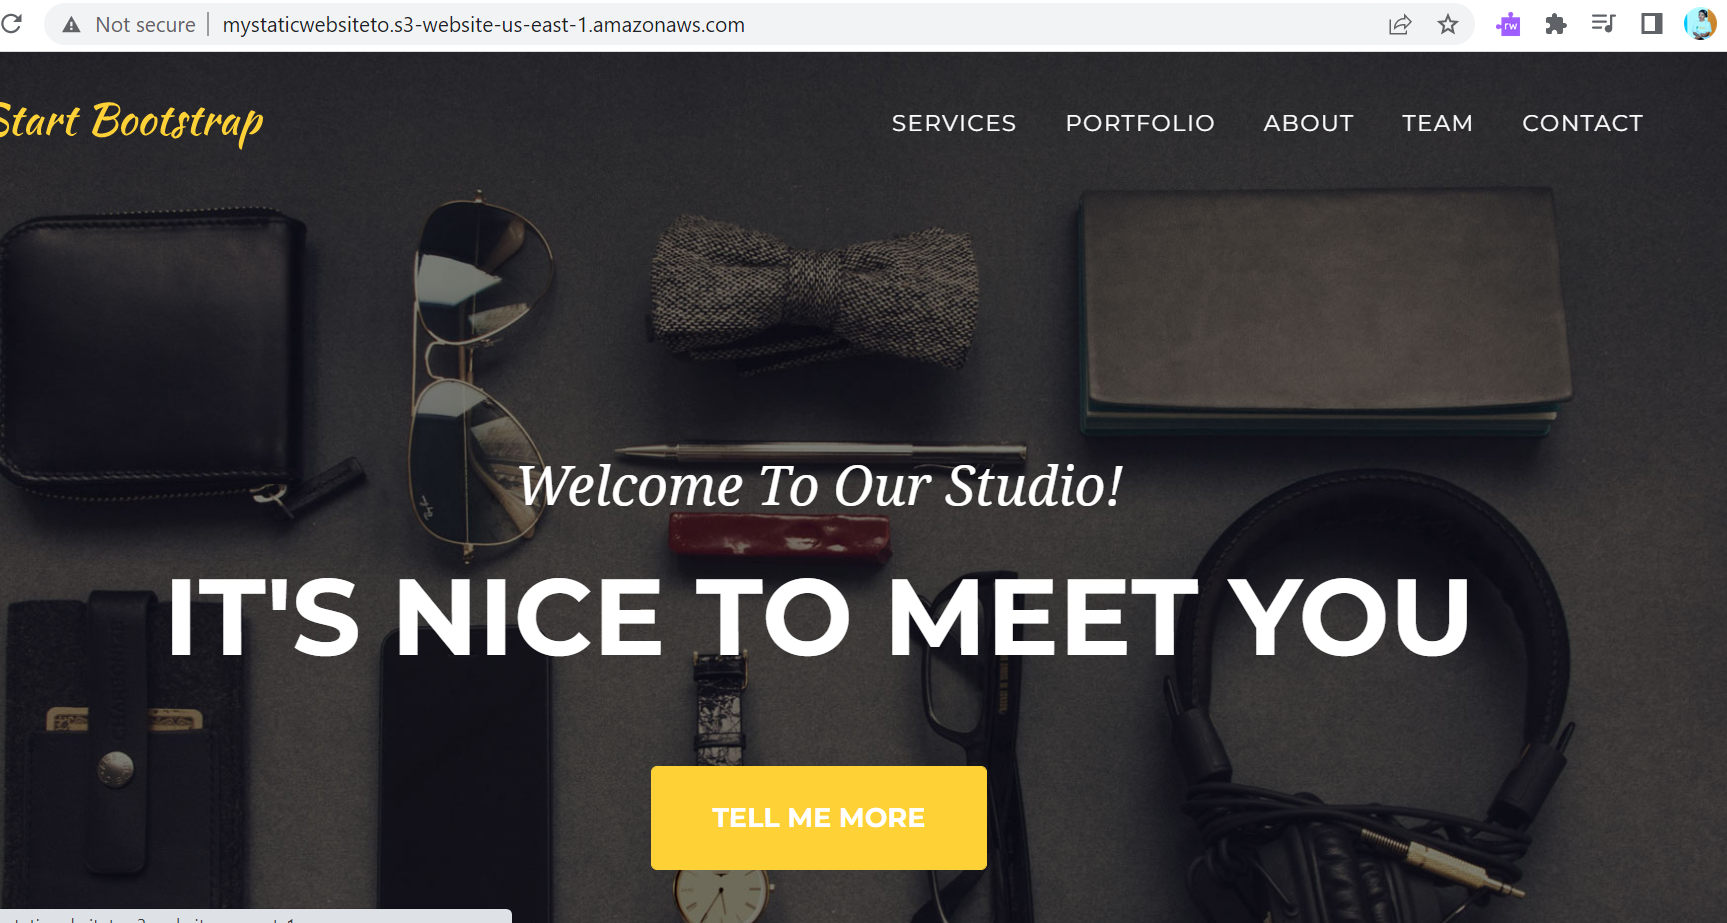 Not secure | mystaticwebsiteto.s3-website-us-east-1.amazonaws.com
rw
Start Bootstrap
SERVICES PORTFOLIO ABOUT TEAM CONTACT
Welcome To Our Studio!
IT'S NICE TO MEET YOU
TELL ME MORE